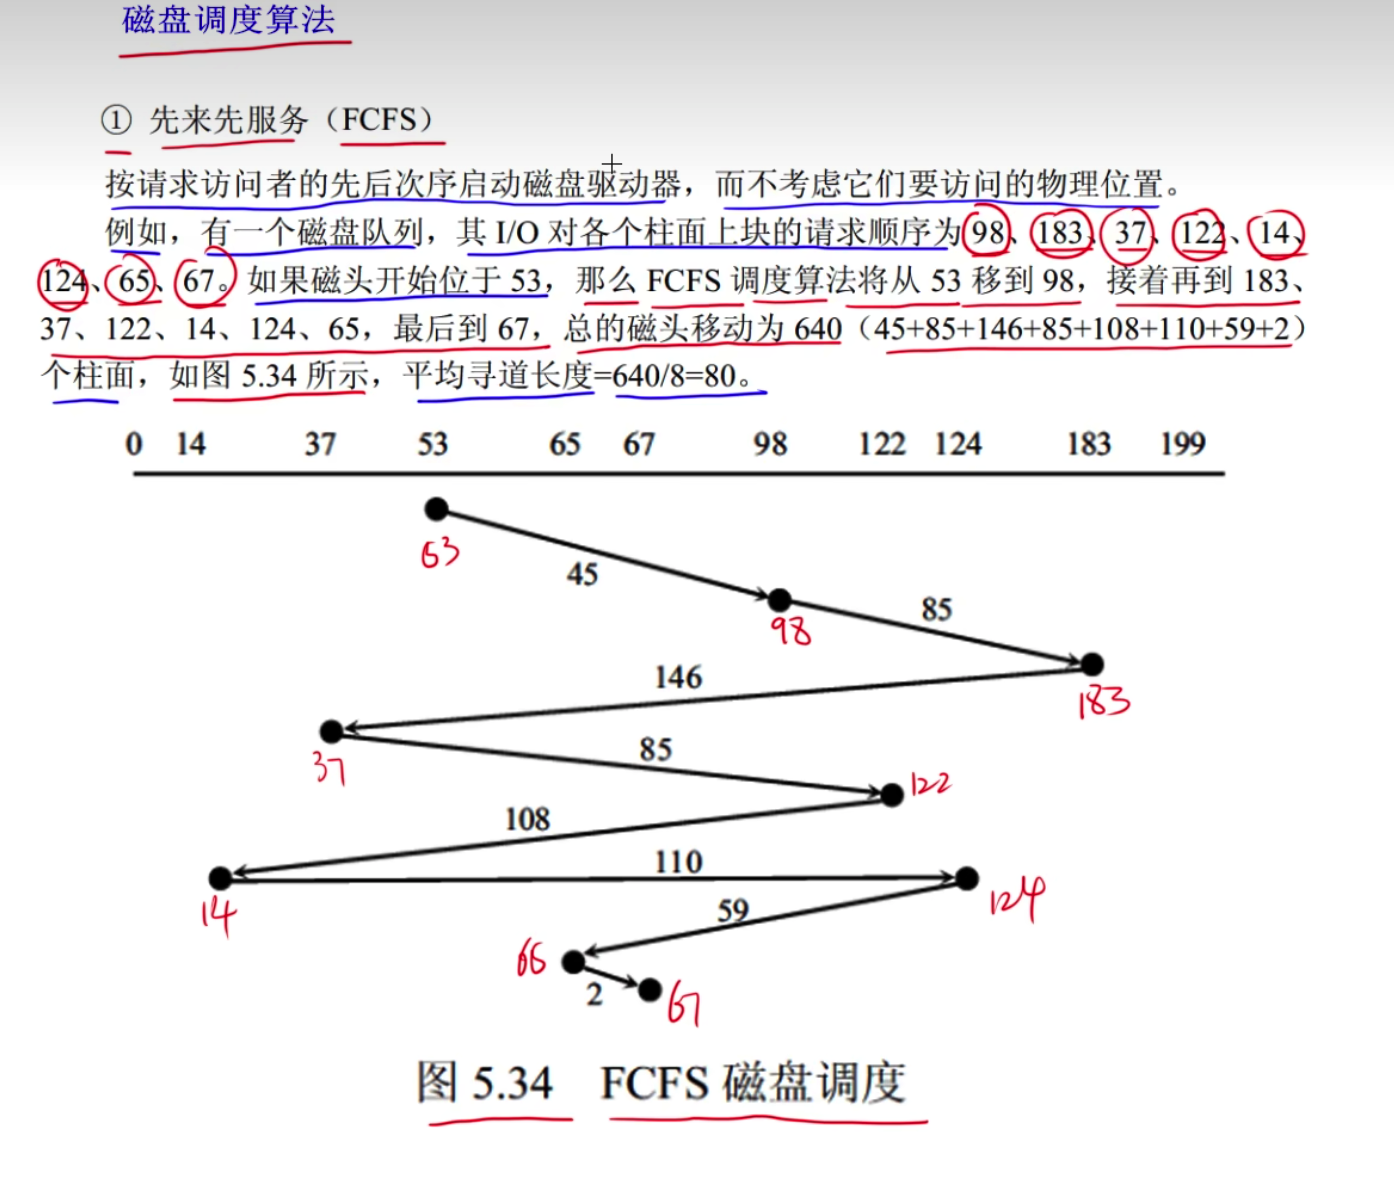 磁盘调度算法
① 先来先服务（FCFS）
按请求访问者的先后次序启动磁盘驱动器，而不考虑它们要访问的物理位置。
例如，有一个磁盘队列，其 I/O 对各个柱面上块的请求顺序为 98、183、37、122、14、
124、65、67。如果磁头开始位于 53，那么 FCFS 调度算法将从 53 移到 98，接着再到 183、
37、122、14、124、65，最后到 67，总的磁头移动为 640（45+85+146+85+108+110+59+2）
个柱面，如图 5.34 所示，平均寻道长度=640/8=80。
0 14 37 53 65 67 98 122 124 183 199
53
45
98
85
183
146
37
85
122
108
14
110
124
59
65
2
67
图 5.34 FCFS 磁盘调度